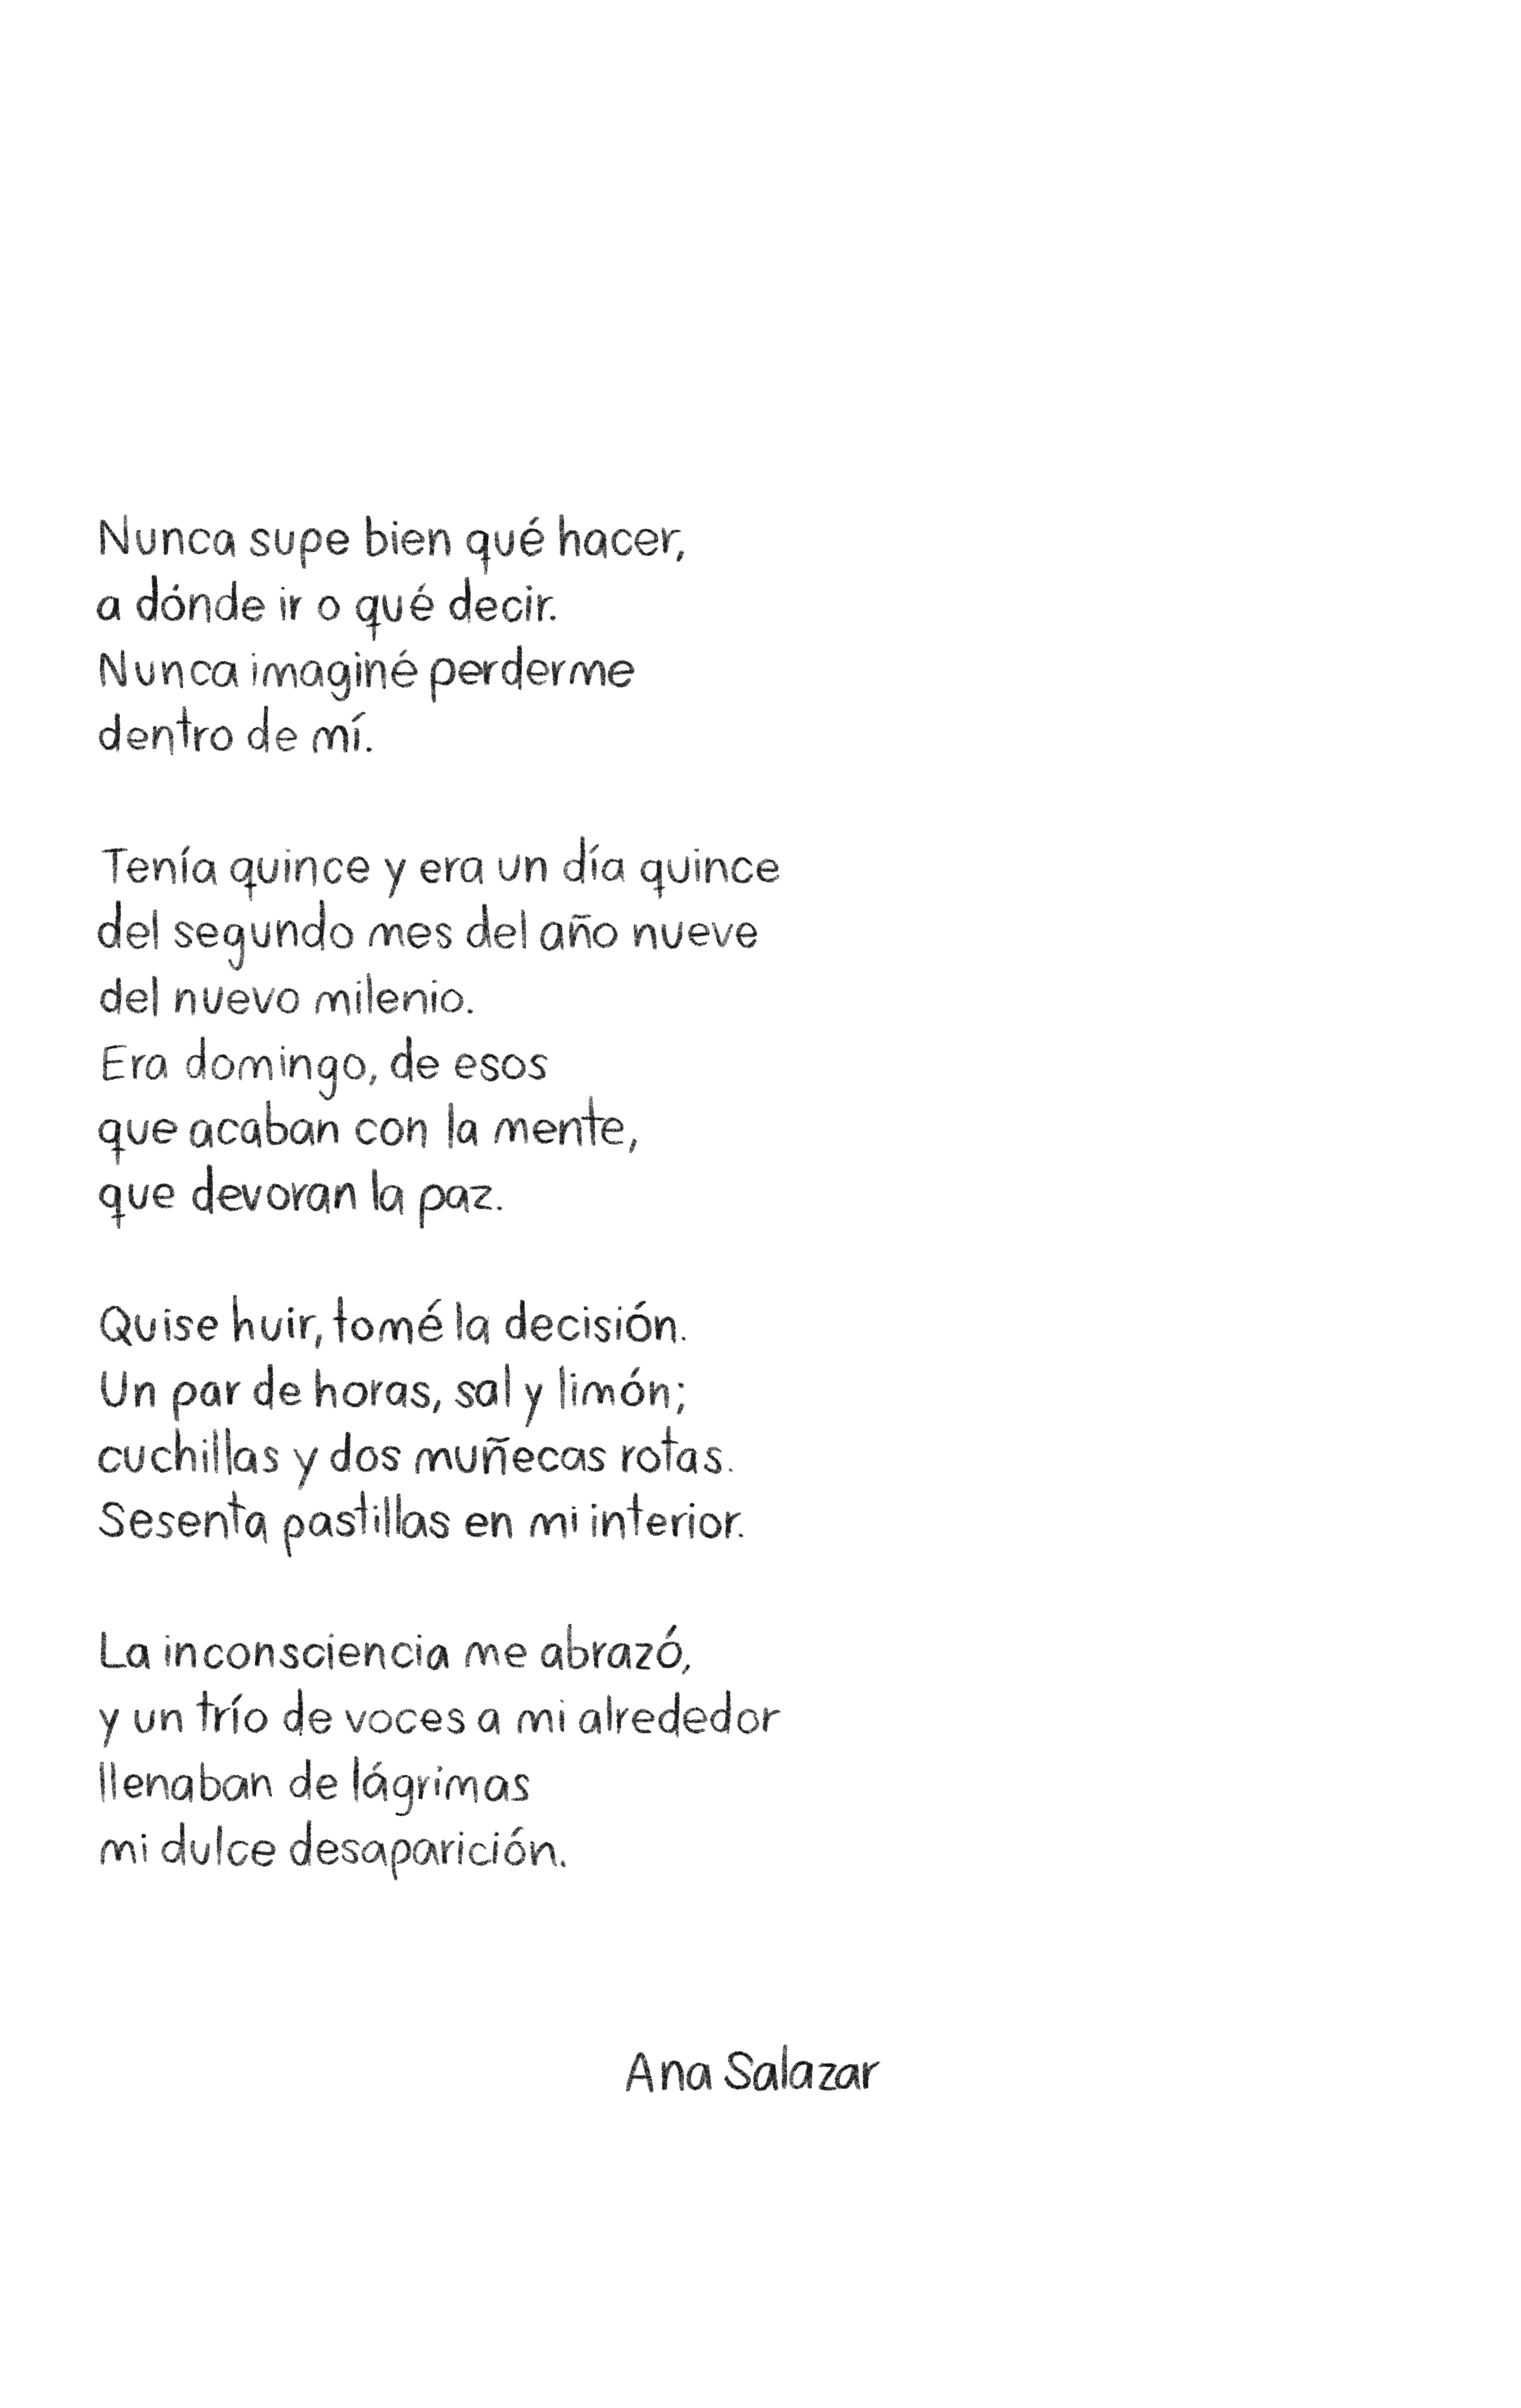 Nunca supe bien qué hacer,
a dónde ir o qué decir.
Nunca imaginé perderme
dentro de mí.
Tenía quince y era un día quince
del segundo mes del año nueve
del nuevo milenio.
Era domingo, de esos
que acaban con la mente,
que devoran la paz.
Quise huir, tomé la decisión.
Un par de horas, sal y limón;
cuchillas y dos muñecas rotas.
Sesenta pastillas en mi interior.
La inconsciencia me abrazó,
y un trío de voces a mi alrededor
llenaban de lágrimas
mi dulce desaparición.
Ana Salazar